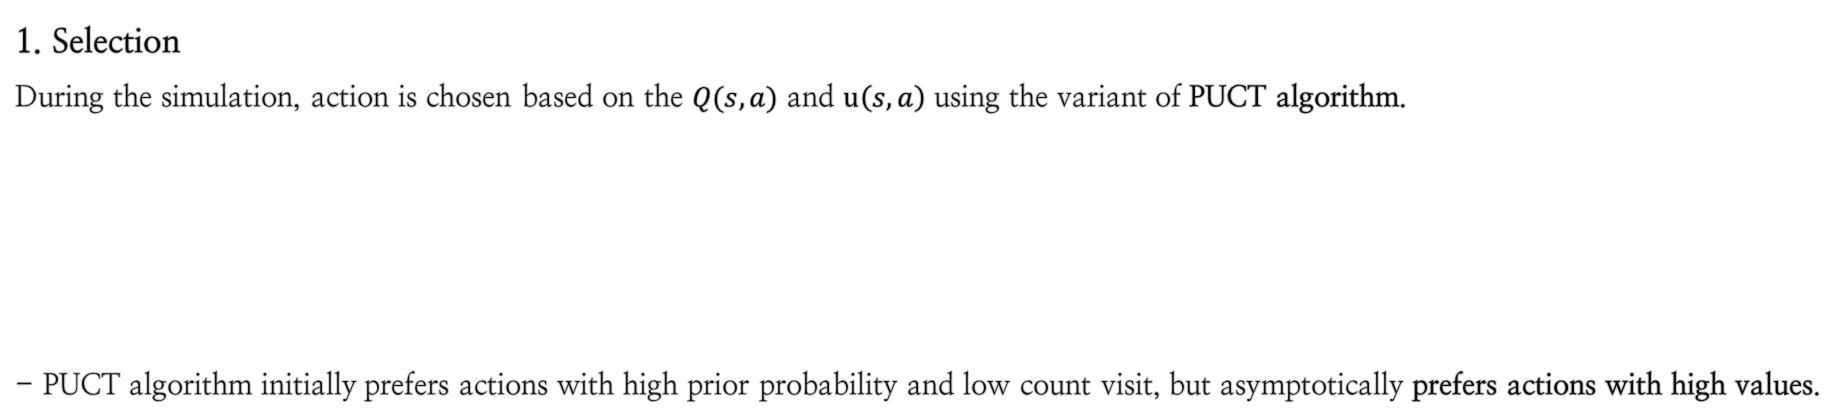 1. Selection
During the simulation, action is chosen based on the Q(s, a) and u(s, a) using the variant of PUCT algorithm.
– PUCT algorithm initially prefers actions with high prior probability and low count visit, but asymptotically prefers actions with high values.